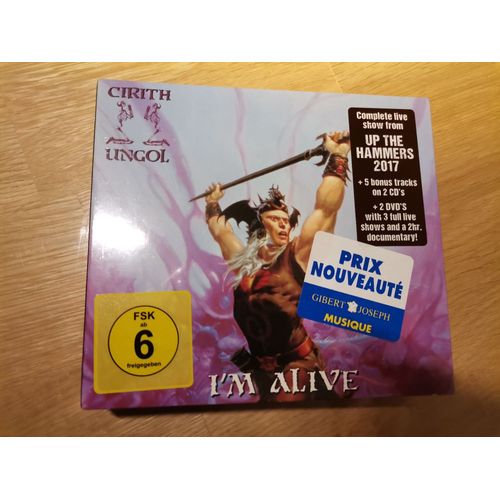 CIRITH
UNGOL
Complete live
show from
UP THE
HAMMERS
2017
+ 5 bonus tracks
on 2 CD's
+ 2 DVD's
with 3 full live
shows and a 2hr.
documentary!
PRIX
NOUVEAUTÉ
GIBERT JOSEPH
MUSIQUE
FSK
ab
6
freigegeben
I'M ALIVE